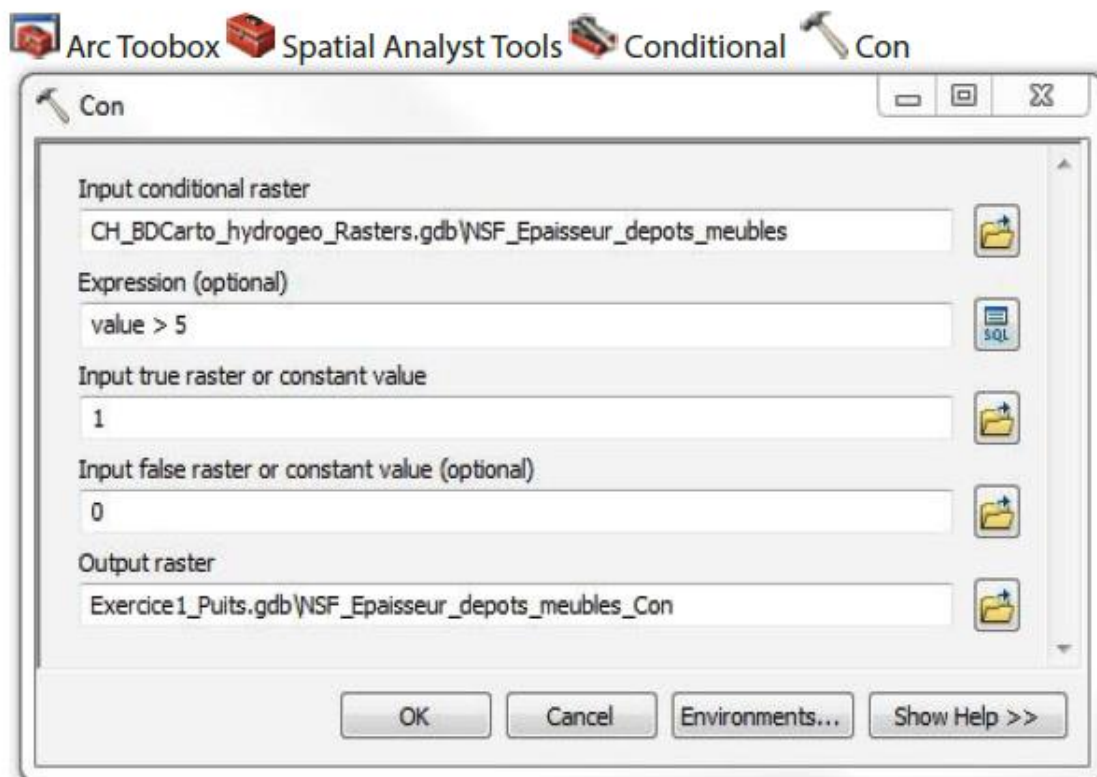 Arc Toobox Spatial Analyst Tools Conditional Con
Con
Input conditional raster
CH_BDCarto_hydrogeo_Rasters.gdb\NSF_Epaisseur_depots_meubles
Expression (optional)
value > 5
SQL
Input true raster or constant value
1
Input false raster or constant value (optional)
0
Output raster
Exercice1_Puits.gdb\NSF_Epaisseur_depots_meubles_Con
OK Cancel Environments... Show Help >>